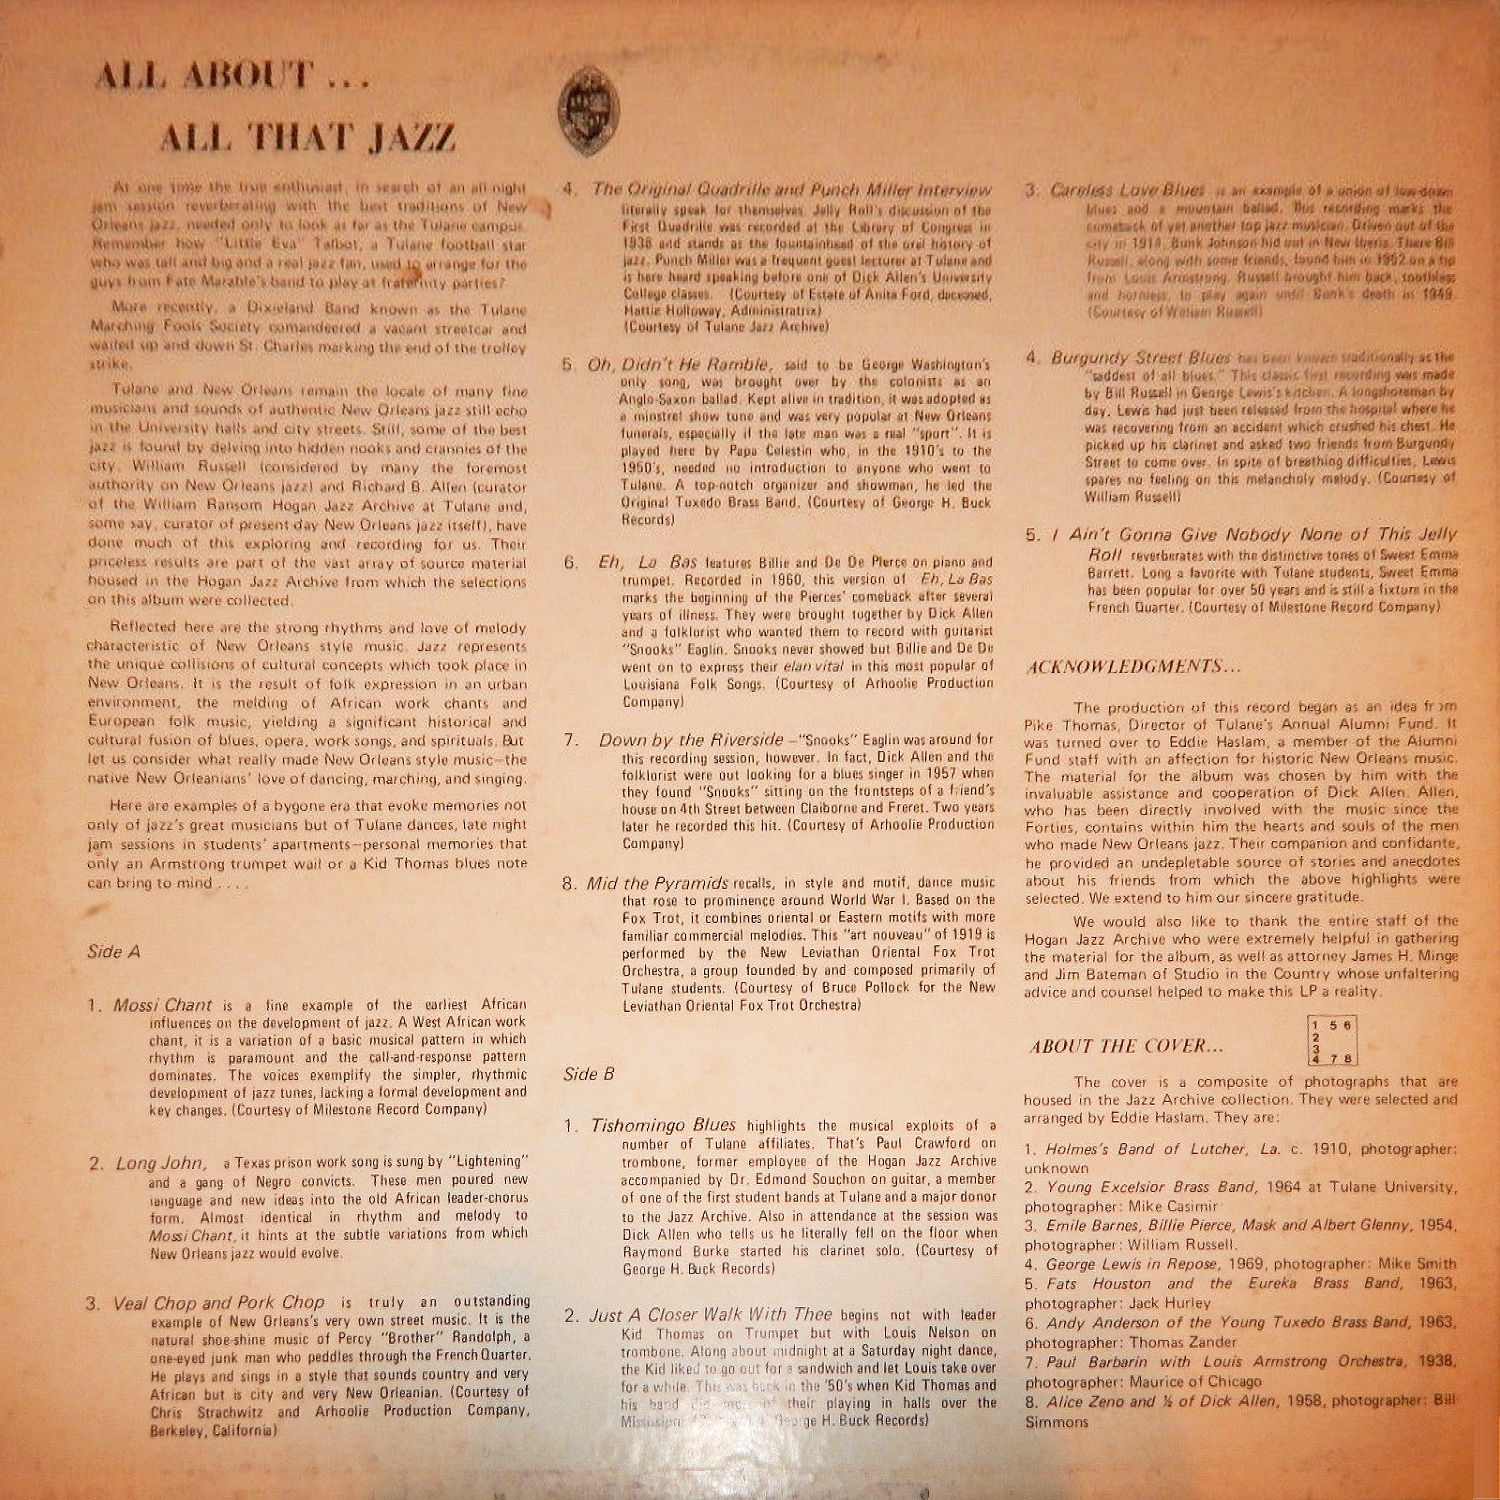 ALL ABOUT ...
ALL THAT JAZZ
At one time the true enthusiast, in search of an all night
jam session reverberating with the best traditions of New
Orleans jazz, needed only to look as far as the Tulane campus.
Remember how "Little Eva" Talbot, a Tulane football star
who was tall and big and a real jazz fan, used to arrange for the
guys from Fate Marable's band to play at fraternity parties?
More recently, a Dixieland Band known as the Tulane
Marching Fools Society comandeered a vacant streetcar and
wailed up and down St. Charles marking the end of the trolley
strike.
Tulane and New Orleans remain the locale of many fine
musicians and sounds of authentic New Orleans jazz still echo
in the University halls and city streets. Still, some of the best
jazz is found by delving into hidden nooks and crannies of the
city. William Russell (considered by many the foremost
authority on New Orleans jazz) and Richard B. Allen (curator
of the William Ransom Hogan Jazz Archive at Tulane and,
some say, curator of present-day New Orleans jazz itself), have
done much of this exploring and recording for us. Their
priceless results are part of the vast array of source material
housed in the Hogan Jazz Archive from which the selections
on this album were collected.
Reflected here are the strong rhythms and love of melody
characteristic of New Orleans style music. Jazz represents
the unique collisions of cultural concepts which took place in
New Orleans. It is the result of folk expression in an urban
environment, the melding of African work chants and
European folk music, yielding a significant historical and
cultural fusion of blues, opera, work songs, and spirituals. But
let us consider what really made New Orleans style music—the
native New Orleanians' love of dancing, marching, and singing.
Here are examples of a bygone era that evoke memories not
only of jazz's great musicians but of Tulane dances, late night
jam sessions in students' apartments—personal memories that
only an Armstrong trumpet wail or a Kid Thomas blues note
can bring to mind . . . .
Side A
1. Mossi Chant is a fine example of the earliest African
influences on the development of jazz. A West African work
chant, it is a variation of a basic musical pattern in which
rhythm is paramount and the call-and-response pattern
dominates. The voices exemplify the simpler, rhythmic
development of jazz tunes, lacking a formal development and
key changes. (Courtesy of Milestone Record Company)
2. Long John, a Texas prison work song is sung by "Lightening"
and a gang of Negro convicts. These men poured new
language and new ideas into the old African leader-chorus
form. Almost identical in rhythm and melody to
Mossi Chant, it hints at the subtle variations from which
New Orleans jazz would evolve.
3. Veal Chop and Pork Chop is truly an outstanding
example of New Orleans's very own street music. It is the
natural shoe-shine music of Percy "Brother" Randolph, a
one-eyed junk man who peddles through the French Quarter.
He plays and sings in a style that sounds country and very
African but is city and very New Orleanian. (Courtesy of
Chris Strachwitz and Arhoolie Production Company,
Berkeley, California)
4. The Original Quadrille and Punch Miller Interview
literally speak for themselves. Jelly Roll's discussion of the
First Quadrille was recorded at the Library of Congress in
1938 and stands as the fountainhead of the oral history of
jazz. Punch Miller was a frequent guest lecturer at Tulane and
is here heard speaking before one of Dick Allen's University
College classes. (Courtesy of Estate of Anita Ford, deceased,
Hattie Holloway, Administratrix)
(Courtesy of Tulane Jazz Archive)
5. Oh, Didn't He Ramble, said to be George Washington's
only song, was brought over by the colonists as an
Anglo-Saxon ballad. Kept alive in tradition, it was adopted as
a minstrel show tune and was very popular at New Orleans
funerals, especially if the late man was a real "sport". It is
played here by Papa Celestin who, in the 1910's to the
1950's, needed no introduction to anyone who went to
Tulane. A top-notch organizer and showman, he led the
Original Tuxedo Brass Band. (Courtesy of George H. Buck
Records)
6. Eh, La Bas features Billie and De De Pierce on piano and
trumpet. Recorded in 1960, this version of Eh, La Bas
marks the beginning of the Pierces' comeback after several
years of illness. They were brought together by Dick Allen
and a folklorist who wanted them to record with guitarist
"Snooks" Eaglin. Snooks never showed but Billie and De De
went on to express their elan vital in this most popular of
Louisiana Folk Songs. (Courtesy of Arhoolie Production
Company)
7. Down by the Riverside —"Snooks" Eaglin was around for
this recording session, however. In fact, Dick Allen and the
folklorist were out looking for a blues singer in 1957 when
they found "Snooks" sitting on the frontsteps of a friend's
house on 4th Street between Claiborne and Freret. Two years
later he recorded this hit. (Courtesy of Arhoolie Production
Company)
8. Mid the Pyramids recalls, in style and motif, dance music
that rose to prominence around World War I. Based on the
Fox Trot, it combines oriental or Eastern motifs with more
familiar commercial melodies. This "art nouveau" of 1919 is
performed by the New Leviathan Oriental Fox Trot
Orchestra, a group founded by and composed primarily of
Tulane students. (Courtesy of Bruce Pollock for the New
Leviathan Oriental Fox Trot Orchestra)
Side B
1. Tishomingo Blues highlights the musical exploits of a
number of Tulane affiliates. That's Paul Crawford on
trombone, former employee of the Hogan Jazz Archive
accompanied by Dr. Edmond Souchon on guitar, a member
of one of the first student bands at Tulane and a major donor
to the Jazz Archive. Also in attendance at the session was
Dick Allen who tells us he literally fell on the floor when
Raymond Burke started his clarinet solo. (Courtesy of
George H. Buck Records)
2. Just A Closer Walk With Thee begins not with leader
Kid Thomas on Trumpet but with Louis Nelson on
trombone. Along about midnight at a Saturday night dance,
the Kid liked to go out for a sandwich and let Louis take over
for a while. This was back in the '50's when Kid Thomas and
his band did most of their playing in halls over the
George H. Buck Records)
3. Careless Love Blues is an example of a union of low-down
blues and a mountain ballad. This recording marks the
comeback of yet another top jazz musician. Driven out of the
city in 1914, Bunk Johnson hid out in New Iberia. There Bill
Russell, along with some friends, found him in 1952 on a tip
from Louis Armstrong. Russell brought him back, toothless
and hornless, to play again until Bunk's death in 1949.
(Courtesy of William Russell)
4. Burgundy Street Blues has been known traditionally as the
"saddest of all blues." This classic first recording was made
by Bill Russell in George Lewis's kitchen. A longshoreman by
day, Lewis had just been released from the hospital where he
was recovering from an accident which crushed his chest. He
picked up his clarinet and asked two friends from Burgundy
Street to come over. In spite of breathing difficulties, Lewis
spares no feeling on this melancholy melody. (Courtesy of
William Russell)
5. I Ain't Gonna Give Nobody None of This Jelly
Roll reverberates with the distinctive tones of Sweet Emma
Barrett. Long a favorite with Tulane students, Sweet Emma
has been popular for over 50 years and is still a fixture in the
French Quarter. (Courtesy of Milestone Record Company)
ACKNOWLEDGMENTS...
The production of this record began as an idea from
Pike Thomas, Director of Tulane's Annual Alumni Fund. It
was turned over to Eddie Haslam, a member of the Alumni
Fund staff with an affection for historic New Orleans music.
The material for the album was chosen by him with the
invaluable assistance and cooperation of Dick Allen. Allen,
who has been directly involved with the music since the
Forties, contains within him the hearts and souls of the men
who made New Orleans jazz. Their companion and confidante,
he provided an undepletable source of stories and anecdotes
about his friends from which the above highlights were
selected. We extend to him our sincere gratitude.
We would also like to thank the entire staff of the
Hogan Jazz Archive who were extremely helpful in gathering
the material for the album, as well as attorney James H. Minge
and Jim Bateman of Studio in the Country whose unfaltering
advice and counsel helped to make this LP a reality.
ABOUT THE COVER...
1 5 6
2
3
4 7 8
The cover is a composite of photographs that are
housed in the Jazz Archive collection. They were selected and
arranged by Eddie Haslam. They are:
1. Holmes's Band of Lutcher, La. c. 1910, photographer:
unknown
2. Young Excelsior Brass Band, 1964 at Tulane University,
photographer: Mike Casimir
3. Emile Barnes, Billie Pierce, Mask and Albert Glenny, 1954,
photographer: William Russell.
4. George Lewis in Repose, 1969, photographer: Mike Smith
5. Fats Houston and the Eureka Brass Band, 1963,
photographer: Jack Hurley
6. Andy Anderson of the Young Tuxedo Brass Band, 1963,
photographer: Thomas Zander
7. Paul Barbarin with Louis Armstrong Orchestra, 1938,
photographer: Maurice of Chicago
8. Alice Zeno and ½ of Dick Allen, 1958, photographer: Bill
Simmons